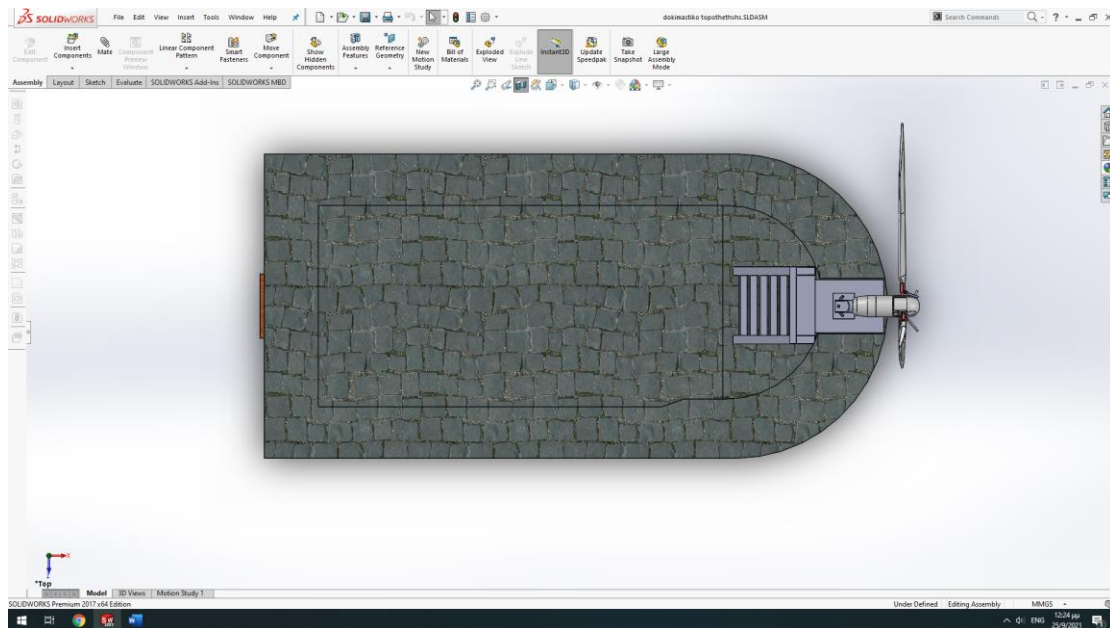 SOLIDWORKS File Edit View Insert Tools Window Help dokimastiko topothethshs.SLDASM Search Commands
Edit Component Insert Components Mate Component Preview Window Linear Component Pattern Smart Fasteners Move Component Show Hidden Components Assembly Features Reference Geometry New Motion Study Bill of Materials Exploded View Explode Line Sketch Instant3D Update Speedpak Take Snapshot Large Assembly Mode
Assembly Layout Sketch Evaluate SOLIDWORKS Add-Ins SOLIDWORKS MBD
X
Z
*Top
Model 3D Views Motion Study 1
SOLIDWORKS Premium 2017 x64 Edition Under Defined Editing Assembly MMGS
ENG 12:24 μμ
25/9/2021